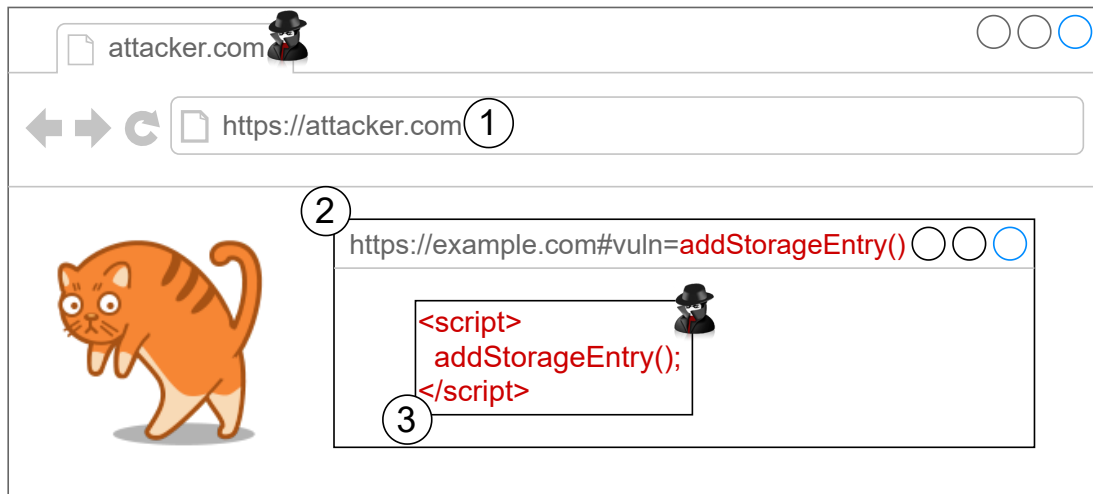 attacker.com
https://attacker.com
1
2
https://example.com#vuln=addStorageEntry()
<script>
addStorageEntry();
</script>
3